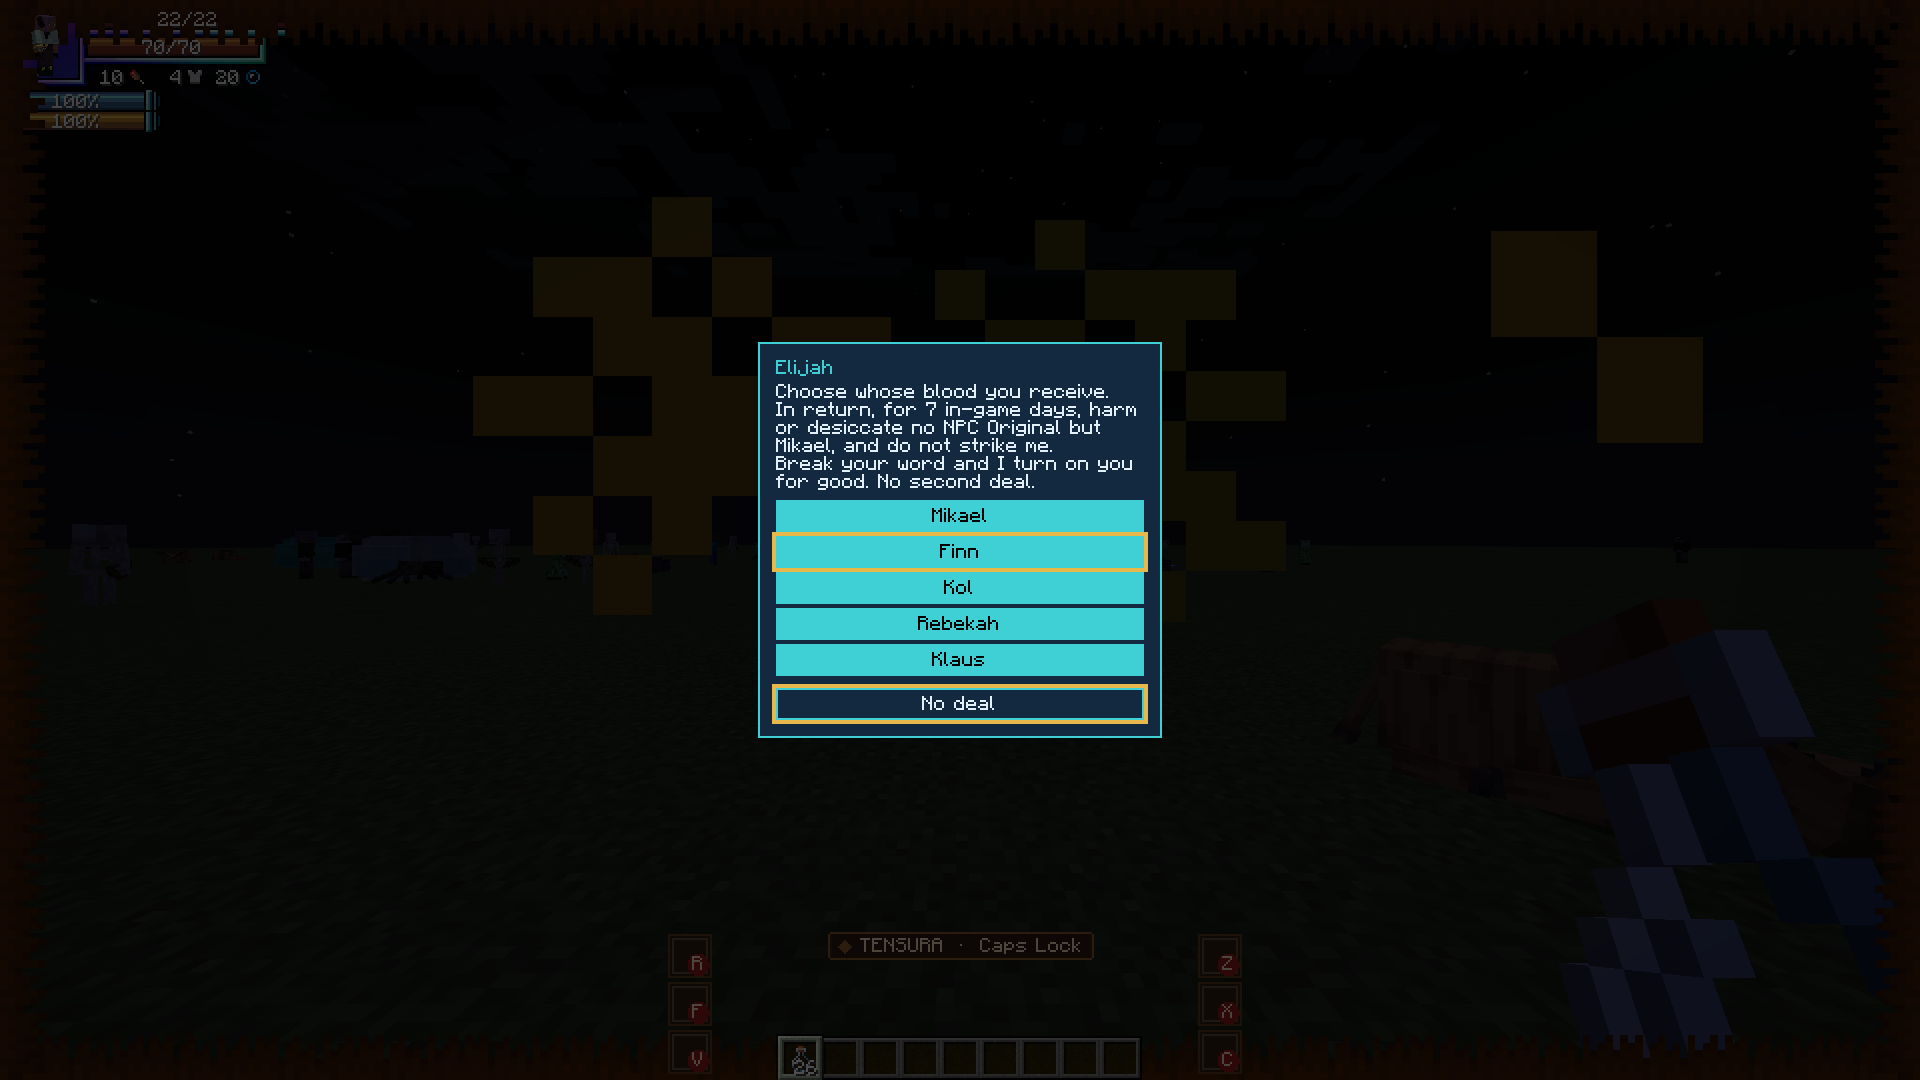 22/22
70/70
10 4 20
100%
100%
Elijah
Choose whose blood you receive.
In return, for 7 in-game days, harm
or desiccate no NPC Original but
Mikael, and do not strike me.
Break your word and I turn on you
for good. No second deal.
Mikael
Finn
Kol
Rebekah
Klaus
No deal
◆ TENSURA · Caps Lock
R
Z
F
X
V
C
26